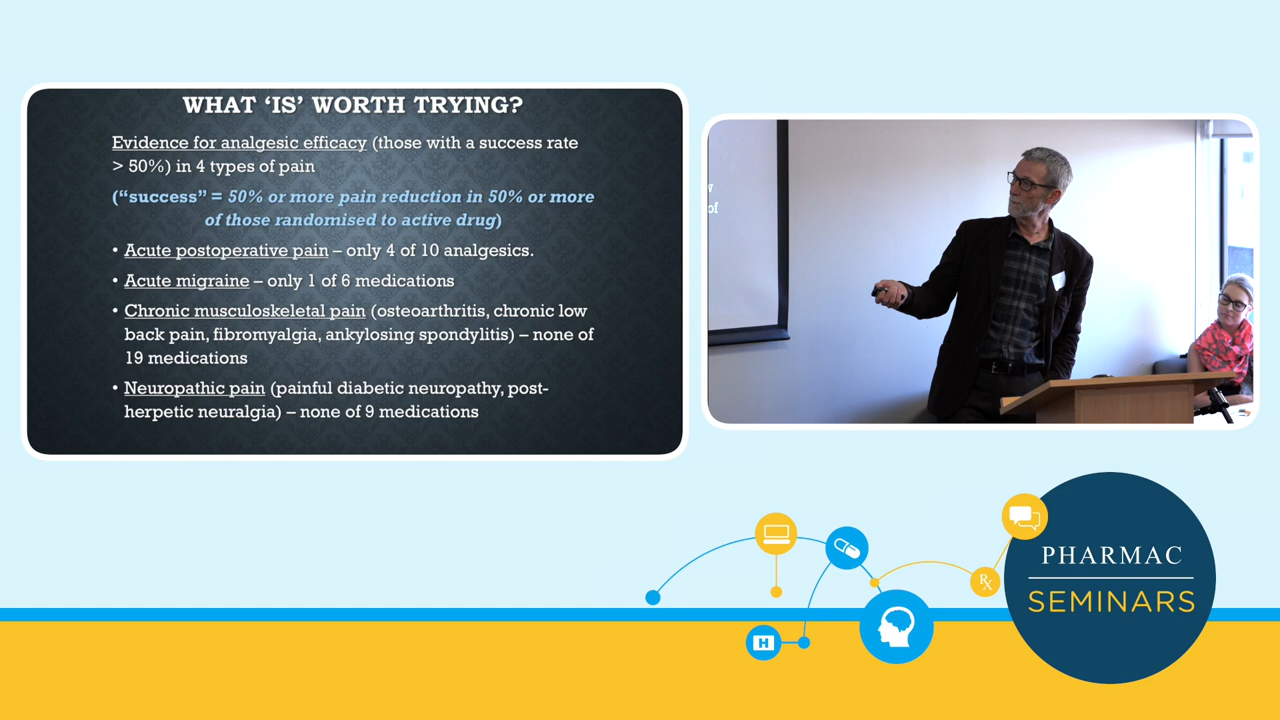 WHAT ‘IS’ WORTH TRYING?
Evidence for analgesic efficacy (those with a success rate
> 50%) in 4 types of pain
(“success” = 50% or more pain reduction in 50% or more
of those randomised to active drug)
• Acute postoperative pain – only 4 of 10 analgesics.
• Acute migraine – only 1 of 6 medications
• Chronic musculoskeletal pain (osteoarthritis, chronic low
back pain, fibromyalgia, ankylosing spondylitis) – none of
19 medications
• Neuropathic pain (painful diabetic neuropathy, post-
herpetic neuralgia) – none of 9 medications
of
H
Rx
PHARMAC
SEMINARS